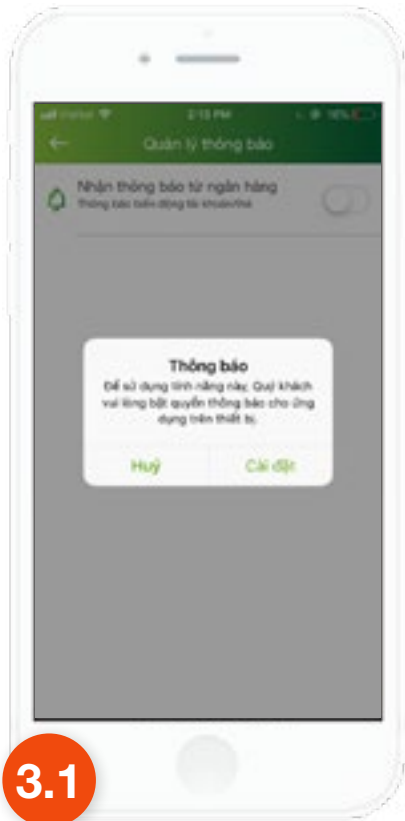 2:15 PM
Quản lý thông báo
Nhận thông báo từ ngân hàng
Thông báo biến động tài khoản/thẻ
Thông báo
Để sử dụng tính năng này, Quý khách
vui lòng bật quyền thông báo cho ứng
dụng trên thiết bị.
Huỷ
Cài đặt
3.1